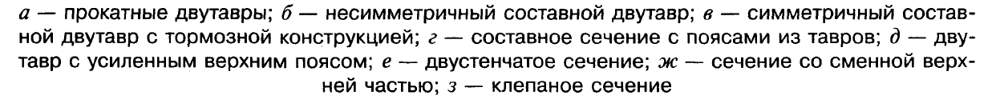 а — прокатные двутавры; б — несимметричный составной двутавр; в — симметричный состав-
ной двутавр с тормозной конструкцией; г — составное сечение с поясами из тавров; д — дву-
тавр с усиленным верхним поясом; е — двустенчатое сечение; ж — сечение со сменной верх-
ней частью; з — клепаное сечение